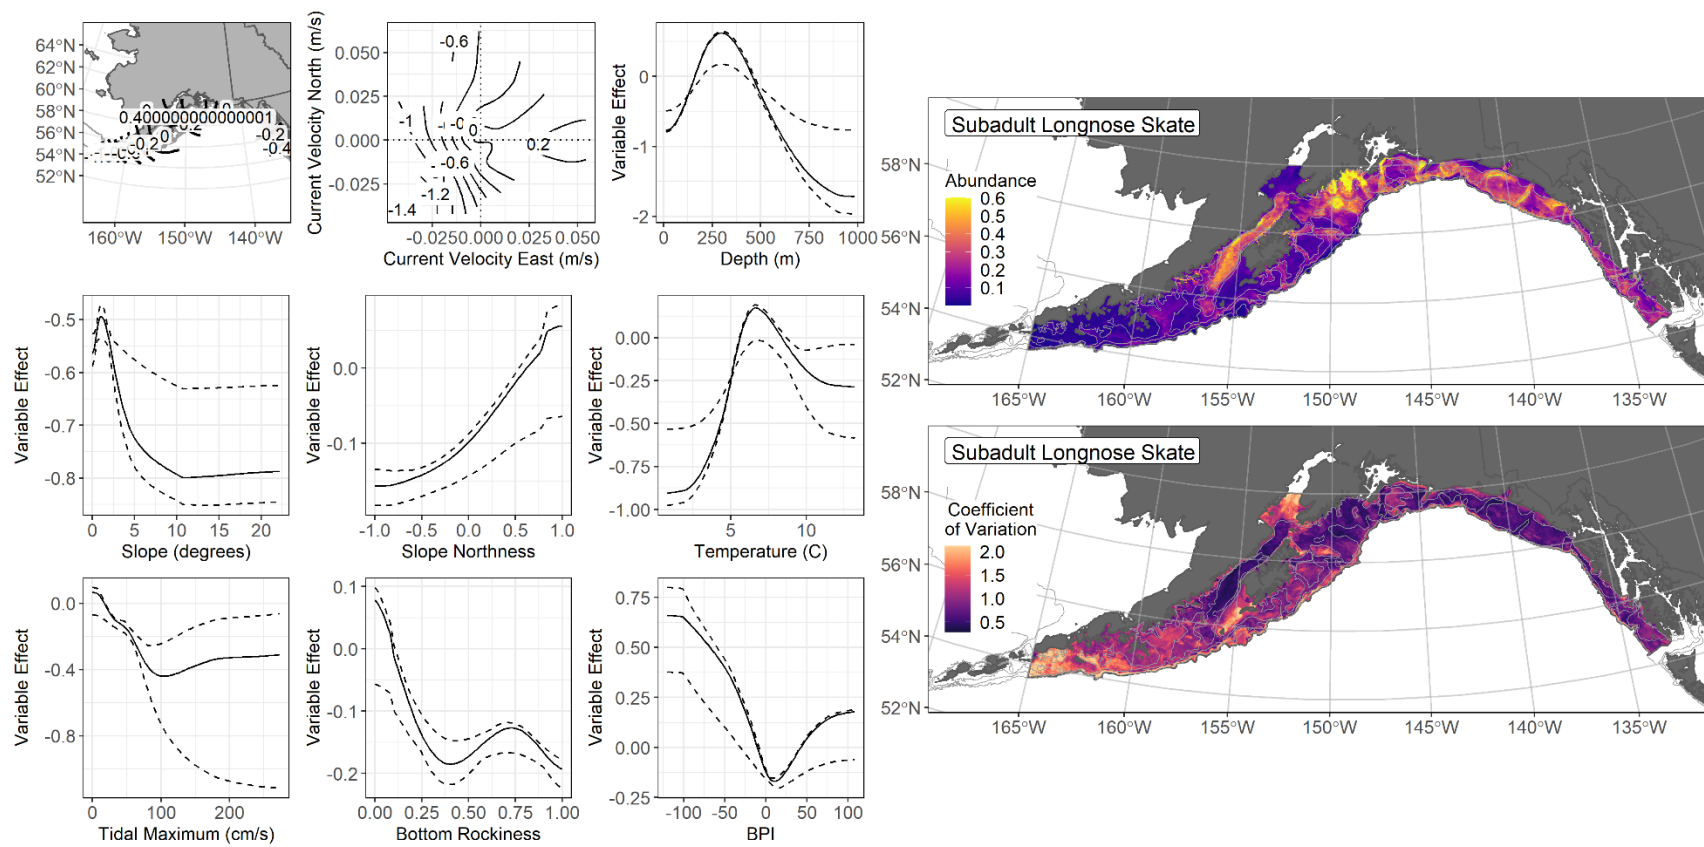 64°N
62°N
60°N
58°N
56°N
54°N
52°N
0.4000000000000001
0
0.2
0
-0.2
-0.2
-0.4
160°W
150°W
140°W
Current Velocity North (m/s)
0.050
0.025
0.000
-0.025
-0.6
-1
0
0.2
-0.6
-1.2
-1.4
-0.025
0.000
0.025
0.050
Current Velocity East (m/s)
Variable Effect
0
-1
-2
0
250
500
750
1000
Depth (m)
Variable Effect
-0.5
-0.6
-0.7
-0.8
0
5
10
15
20
Slope (degrees)
Variable Effect
0.0
-0.1
-1.0
-0.5
0.0
0.5
1.0
Slope Northness
Variable Effect
0.00
-0.25
-0.50
-0.75
-1.00
5
10
Temperature (C)
Variable Effect
0.0
-0.4
-0.8
0
100
200
Tidal Maximum (cm/s)
Variable Effect
0.1
0.0
-0.1
-0.2
0.00
0.25
0.50
0.75
1.00
Bottom Rockiness
Variable Effect
0.75
0.50
0.25
0.00
-0.25
-100
-50
0
50
100
BPI
Subadult Longnose Skate
Abundance
0.6
0.5
0.4
0.3
0.2
0.1
58°N
56°N
54°N
52°N
165°W
160°W
155°W
150°W
145°W
140°W
135°W
Subadult Longnose Skate
Coefficient
of Variation
2.0
1.5
1.0
0.5
58°N
56°N
54°N
52°N
165°W
160°W
155°W
150°W
145°W
140°W
135°W